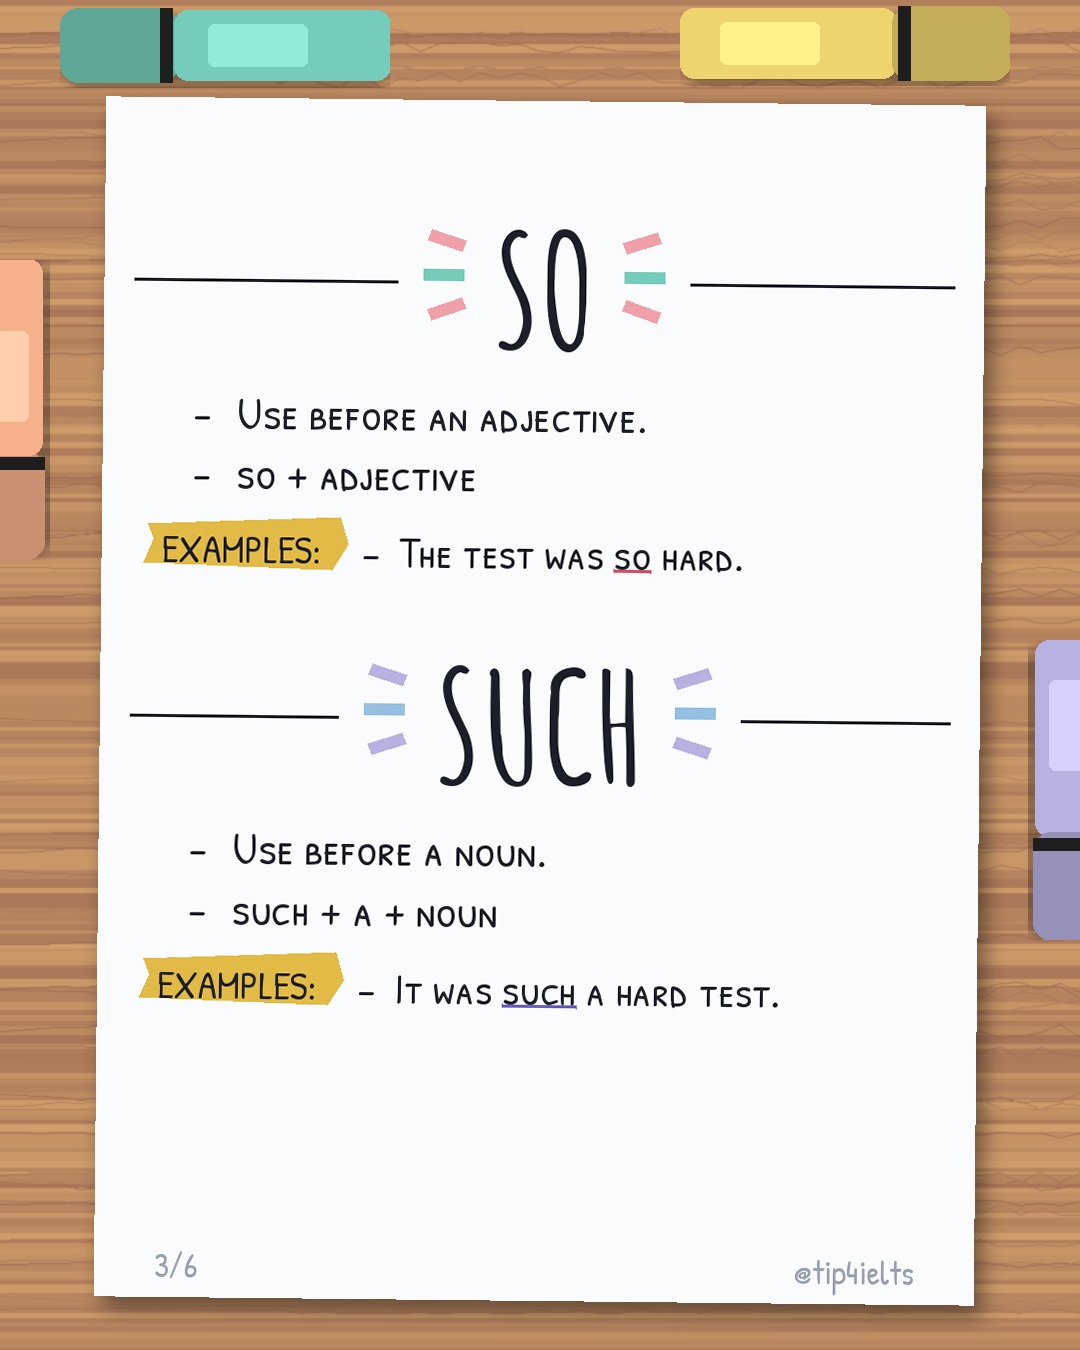 SO
- USE BEFORE AN ADJECTIVE.
- SO + ADJECTIVE
EXAMPLES: - THE TEST WAS SO HARD.
SUCH
- USE BEFORE A NOUN.
- SUCH + A + NOUN
EXAMPLES: - IT WAS SUCH A HARD TEST.
3/6
@tip4ielts